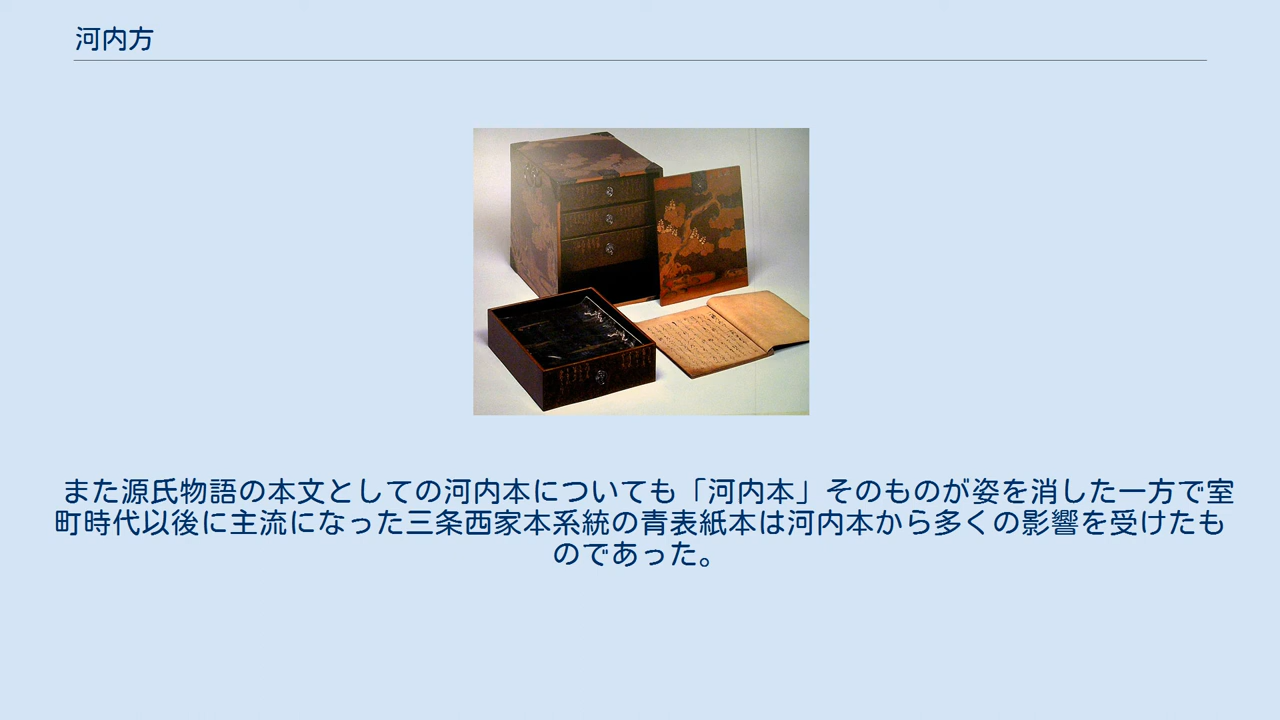 河内方
また源氏物語の本文としての河内本についても「河内本」そのものが姿を消した一方で室
町時代以後に主流になった三条西家本系統の青表紙本は河内本から多くの影響を受けたも
のであった。